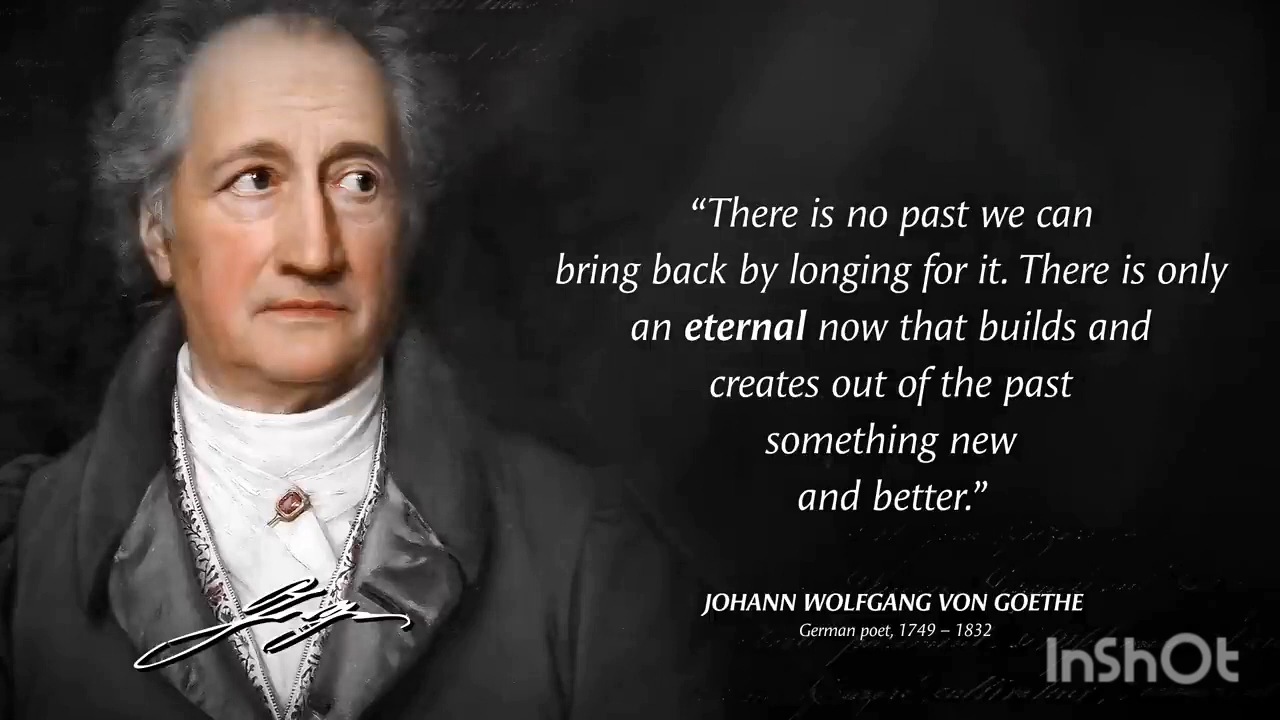 “There is no past we can
bring back by longing for it. There is only
an eternal now that builds and
creates out of the past
something new
and better.”
JOHANN WOLFGANG VON GOETHE
German poet, 1749 – 1832
InShOt